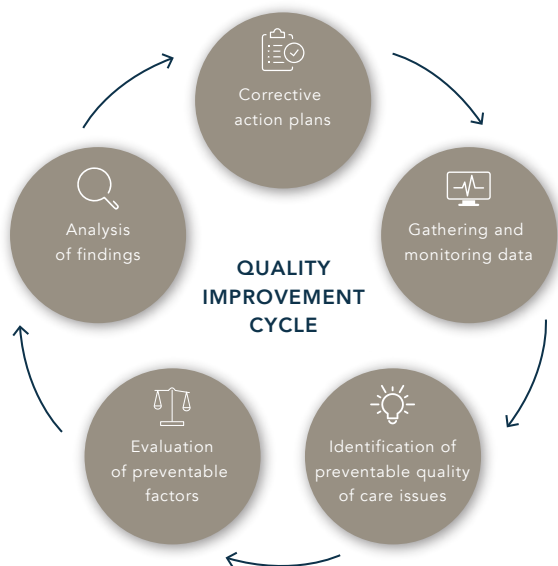 Corrective
action plans
Gathering and
monitoring data
Identification of
preventable quality
of care issues
Evaluation
of preventable
factors
Analysis
of findings
QUALITY
IMPROVEMENT
CYCLE